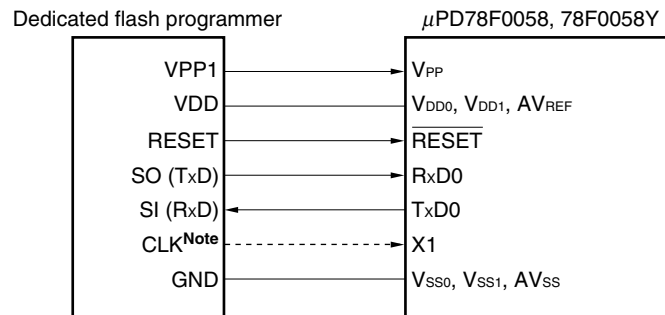 Dedicated flash programmer
μPD78F0058, 78F0058Y
VPP1
VPP
VDD
VDD0, VDD1, AVREF
RESET
RESET
SO (TxD)
RxD0
SI (RxD)
TxD0
CLKNote
X1
GND
VSS0, VSS1, AVSS